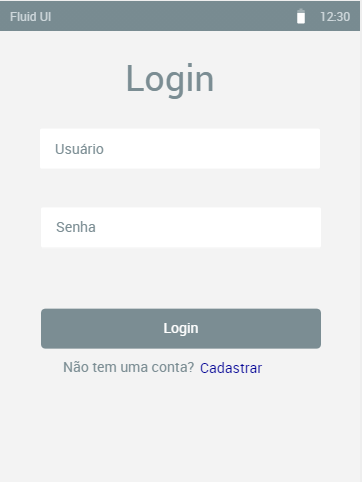 Fluid UI 12:30
Login
Usuário
Senha
Login
Não tem uma conta? Cadastrar